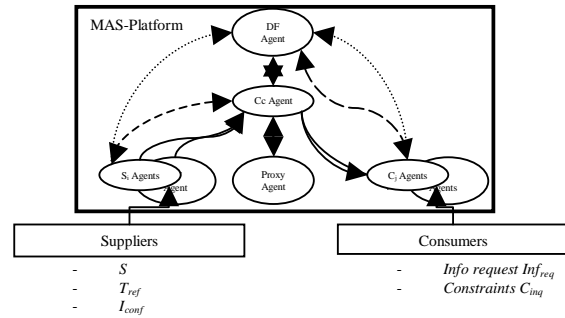 MAS-Platform
DF
Agent
Cc Agent
Si Agents
Agent
Proxy
Agent
Cj Agents
Agents
Suppliers
Consumers
- S
- Tref
- Iconf
- Info request Infreq
- Constraints Cinq